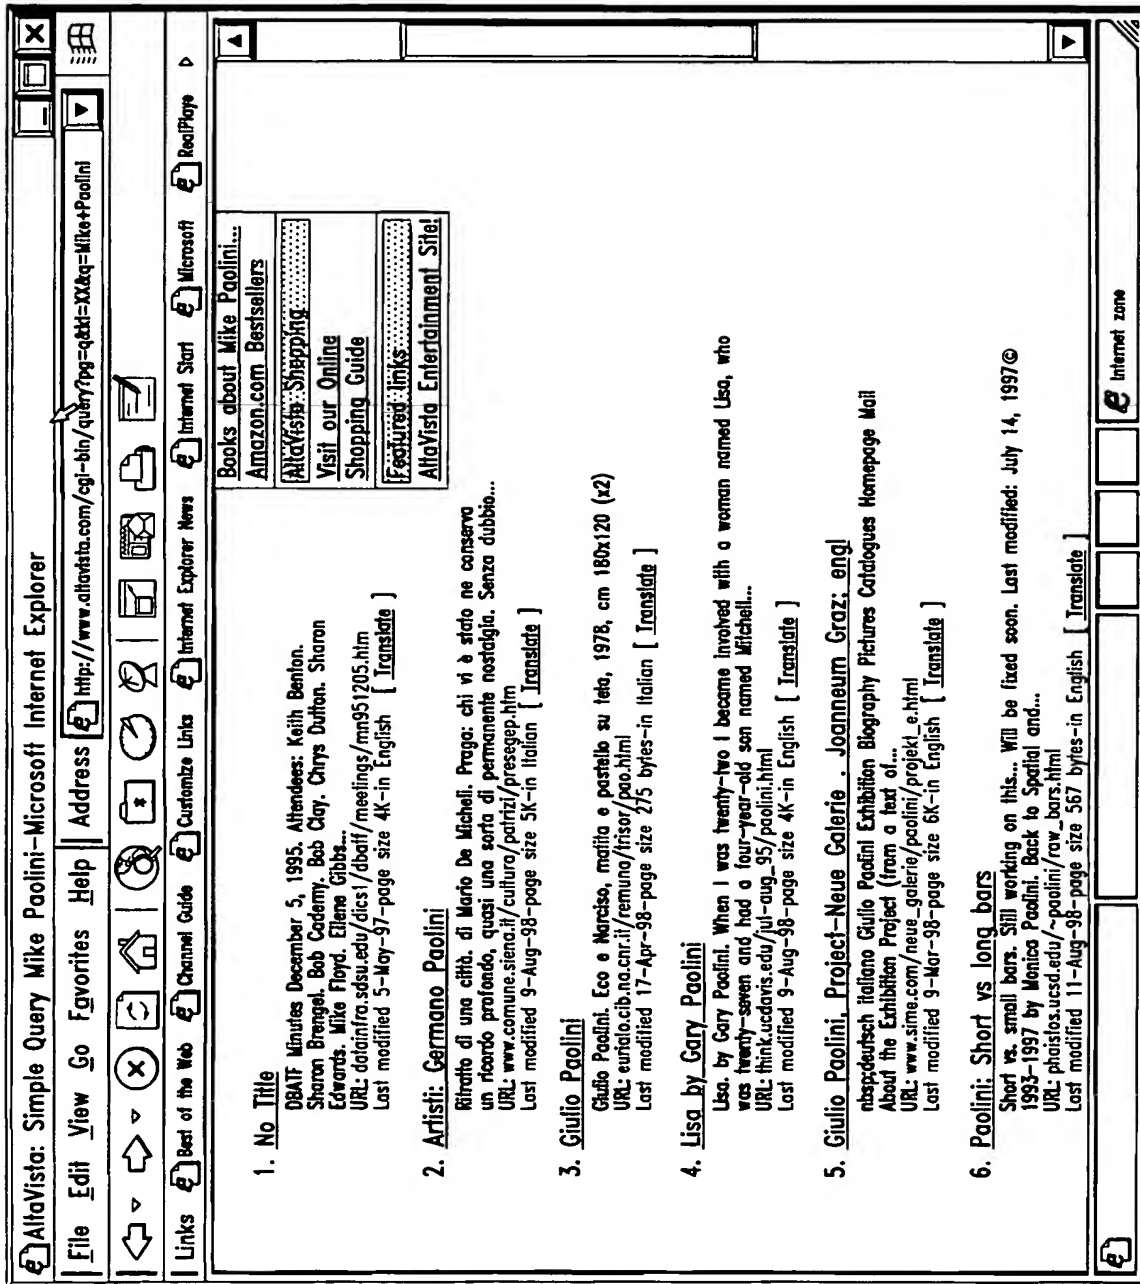 AltaVista: Simple Query Mike Paolini-Microsoft Internet Explorer
File Edit View Go Favorites Help Address http://www.altavista.com/cgi-bin/query?pg=q&kl=XX&q=Mike+Paolini
Links Best of the Web Channel Guide Customize Links Internet Explorer News Internet Start Microsoft RealPlaye
Books about Mike Paolini...
Amazon.com Bestsellers
AltaVista Shopping
Visit our Online
Shopping Guide
Featured links
AltaVista Entertainment Site!
1. No Title
DBATF Minutes December 5, 1995. Attendees: Keith Benton.
Sharon Brengel. Bob Cademy. Bob Clay. Chrys Dutton. Sharon
Edwards. Mike Floyd. Ellene Gibbs...
URL: datainfra.sdsu.edu/dics1/dbatf/meetings/mn951205.htm
Last modified 5-May-97-page size 4K-in English [ Translate ]
2. Artisti: Germano Paolini
Ritratto di una città. di Mario De Micheli. Praga: chi vi è stato ne conserva
un ricordo profondo, quasi una sorta di permanente nostalgia. Senza dubbio...
URL: www.comune.siena.it/cultura/patrizi/presegep.htm
Last modified 9-Aug-98-page size 5K-in Italian [ Translate ]
3. Giulio Paolini
Giulio Paolini. Eco e Narciso, matita e pastello su tela, 1978, cm 180x120 (x2)
URL: eurialo.cib.na.cnr.it/remuna/trisor/pao.html
Last modified 17-Apr-98-page size 275 bytes-in Italian [ Translate ]
4. Lisa by Gary Paolini
Lisa. by Gary Paolini. When I was twenty-two I became involved with a woman named Lisa, who
was twenty-seven and had a four-year-old son named Mitchell...
URL: think.ucdavis.edu/jul-aug_95/paolini.html
Last modified 9-Aug-98-page size 4K-in English [ Translate ]
5. Giulio Paolini, Project-Neue Galerie . Joanneum Graz; engl
nbsp;deutsch italiano Giulio Paolini Exhibition Biography Pictures Catalogues Homepage Mail
About the Exhibition Project (from a text of...
URL: www.sime.com/neue_galerie/paolini/projekt_e.html
Last modified 9-Mar-98-page size 6K-in English [ Translate ]
6. Paolini: Short vs long bars
Short vs. small bars. Still working on this... Will be fixed soon. Last modified: July 14, 1997©
1993-1997 by Monica Paolini. Back to Spatial and...
URL: phaistos.ucsd.edu/~paolini/raw_bars.html
Last modified 11-Aug-98-page size 567 bytes-in English [ Translate ]
Internet zone